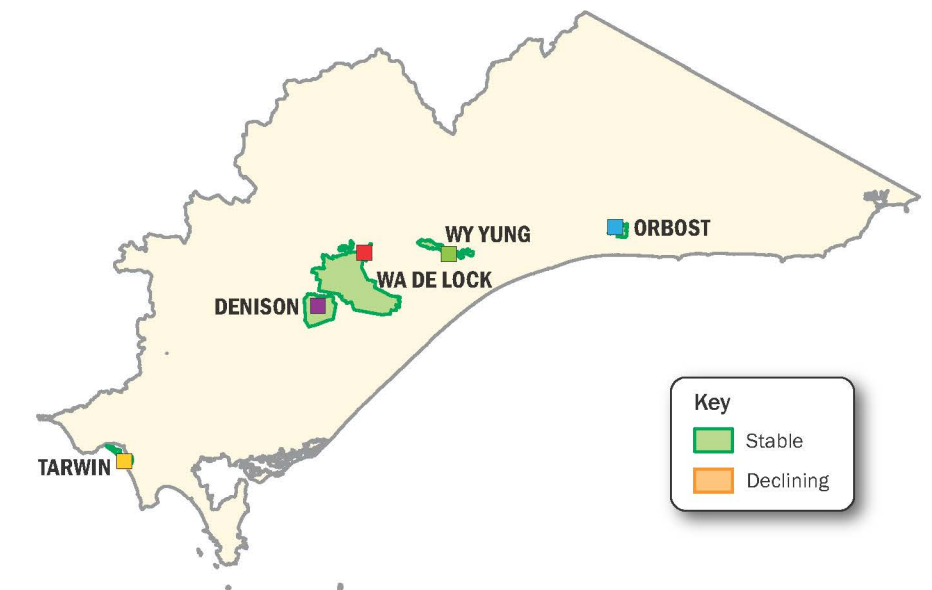 WY YUNG
ORBOST
WA DE LOCK
DENISON
TARWIN
Key
Stable
Declining